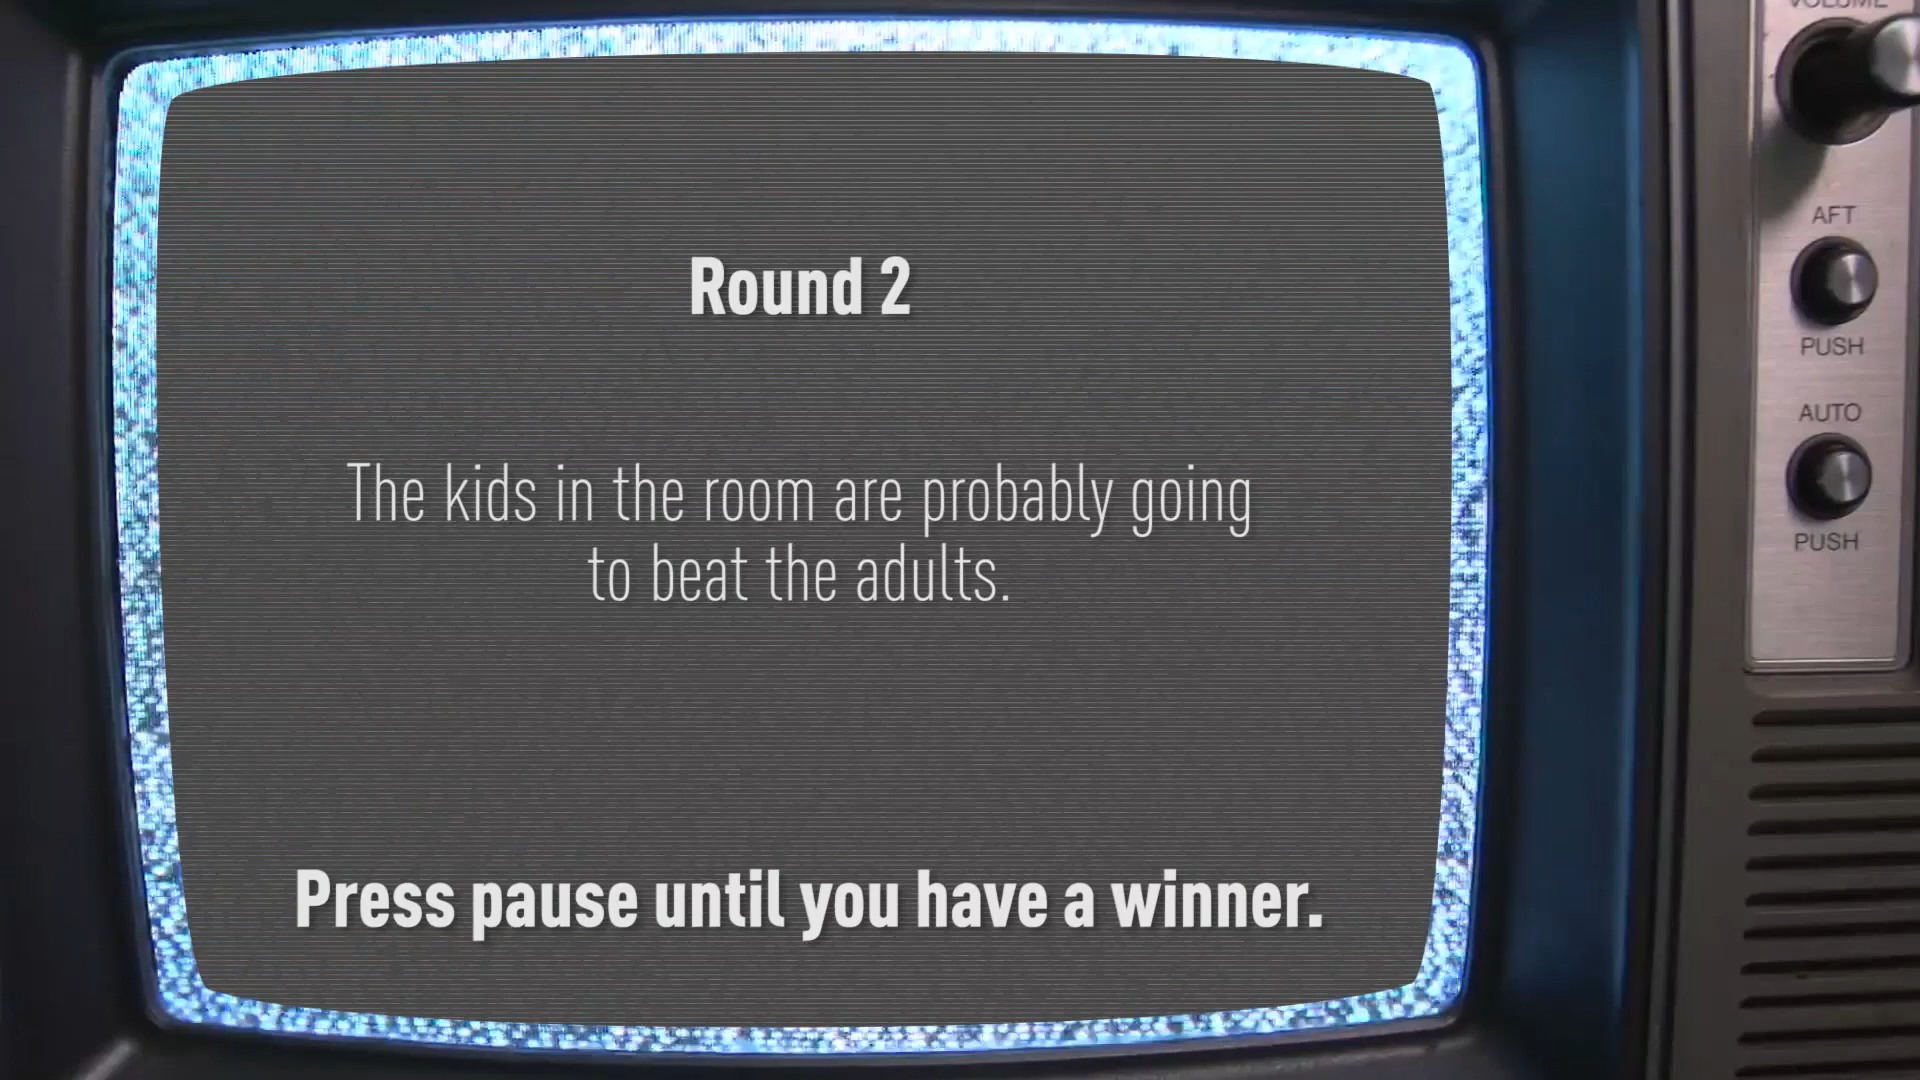 Round 2
The kids in the room are probably going
to beat the adults.
Press pause until you have a winner.
VOLUME
AFT
PUSH
AUTO
PUSH